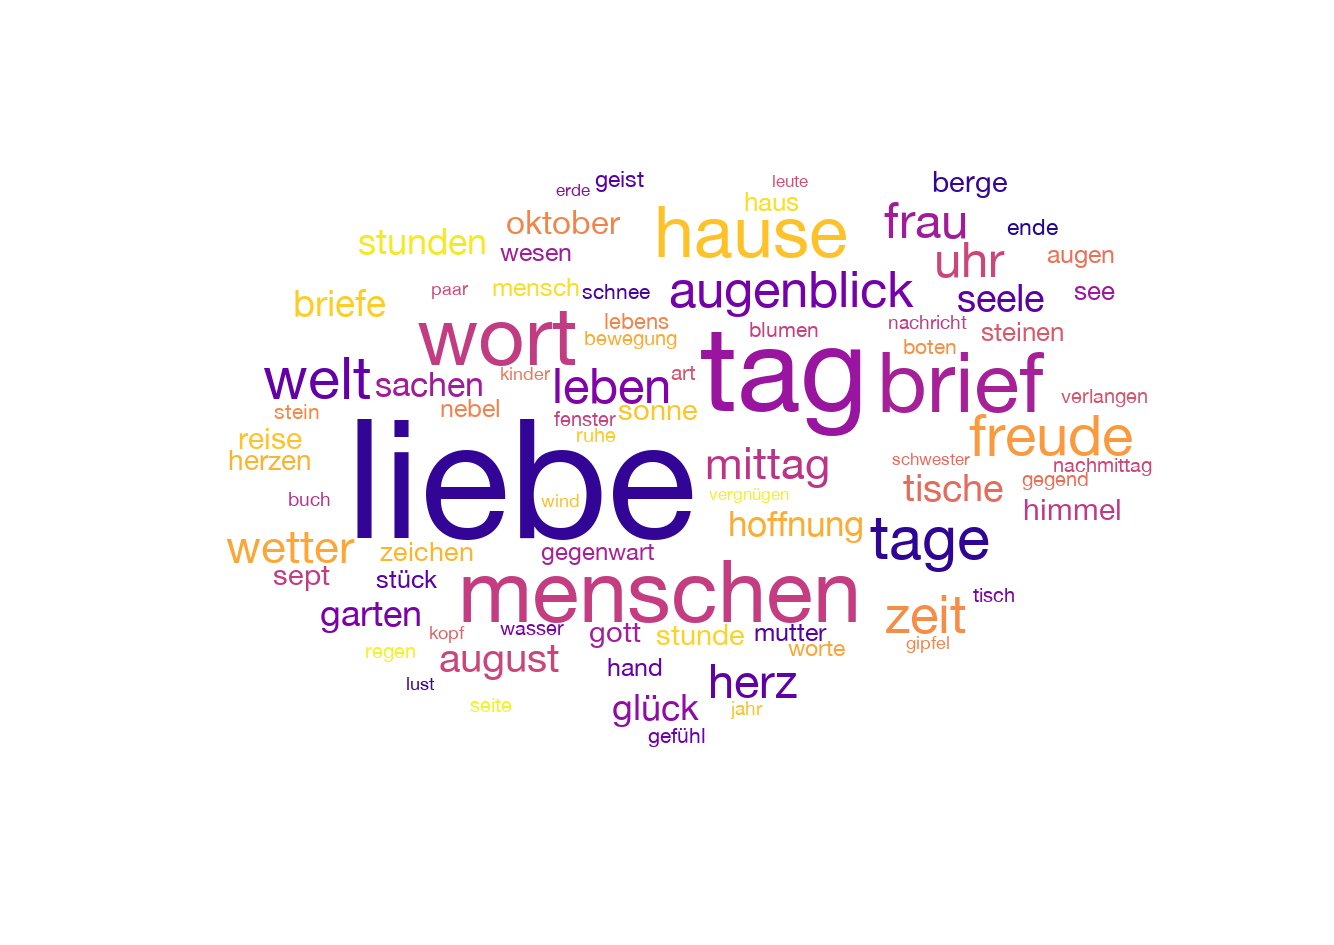 geist
leute
berge
erde
haus
oktober
hause
frau
ende
stunden
wesen
uhr
augen
paar
mensch
schnee
augenblick
seele
see
briefe
lebens
blumen
nachricht
steinen
wort
bewegung
tag
boten
welt
sachen
kinder
leben
art
brief
verlangen
stein
nebel
fenster
sonne
freude
reise
ruhe
herzen
liebe
mittag
schwester
nachmittag
buch
wind
vergnügen
tische
gegend
himmel
hoffnung
tage
wetter
zeichen
gegenwart
sept
stück
menschen
tisch
garten
zeit
kopf
wasser
gott
stunde
mutter
worte
gipfel
regen
august
hand
herz
lust
seite
glück
jahr
gefühl